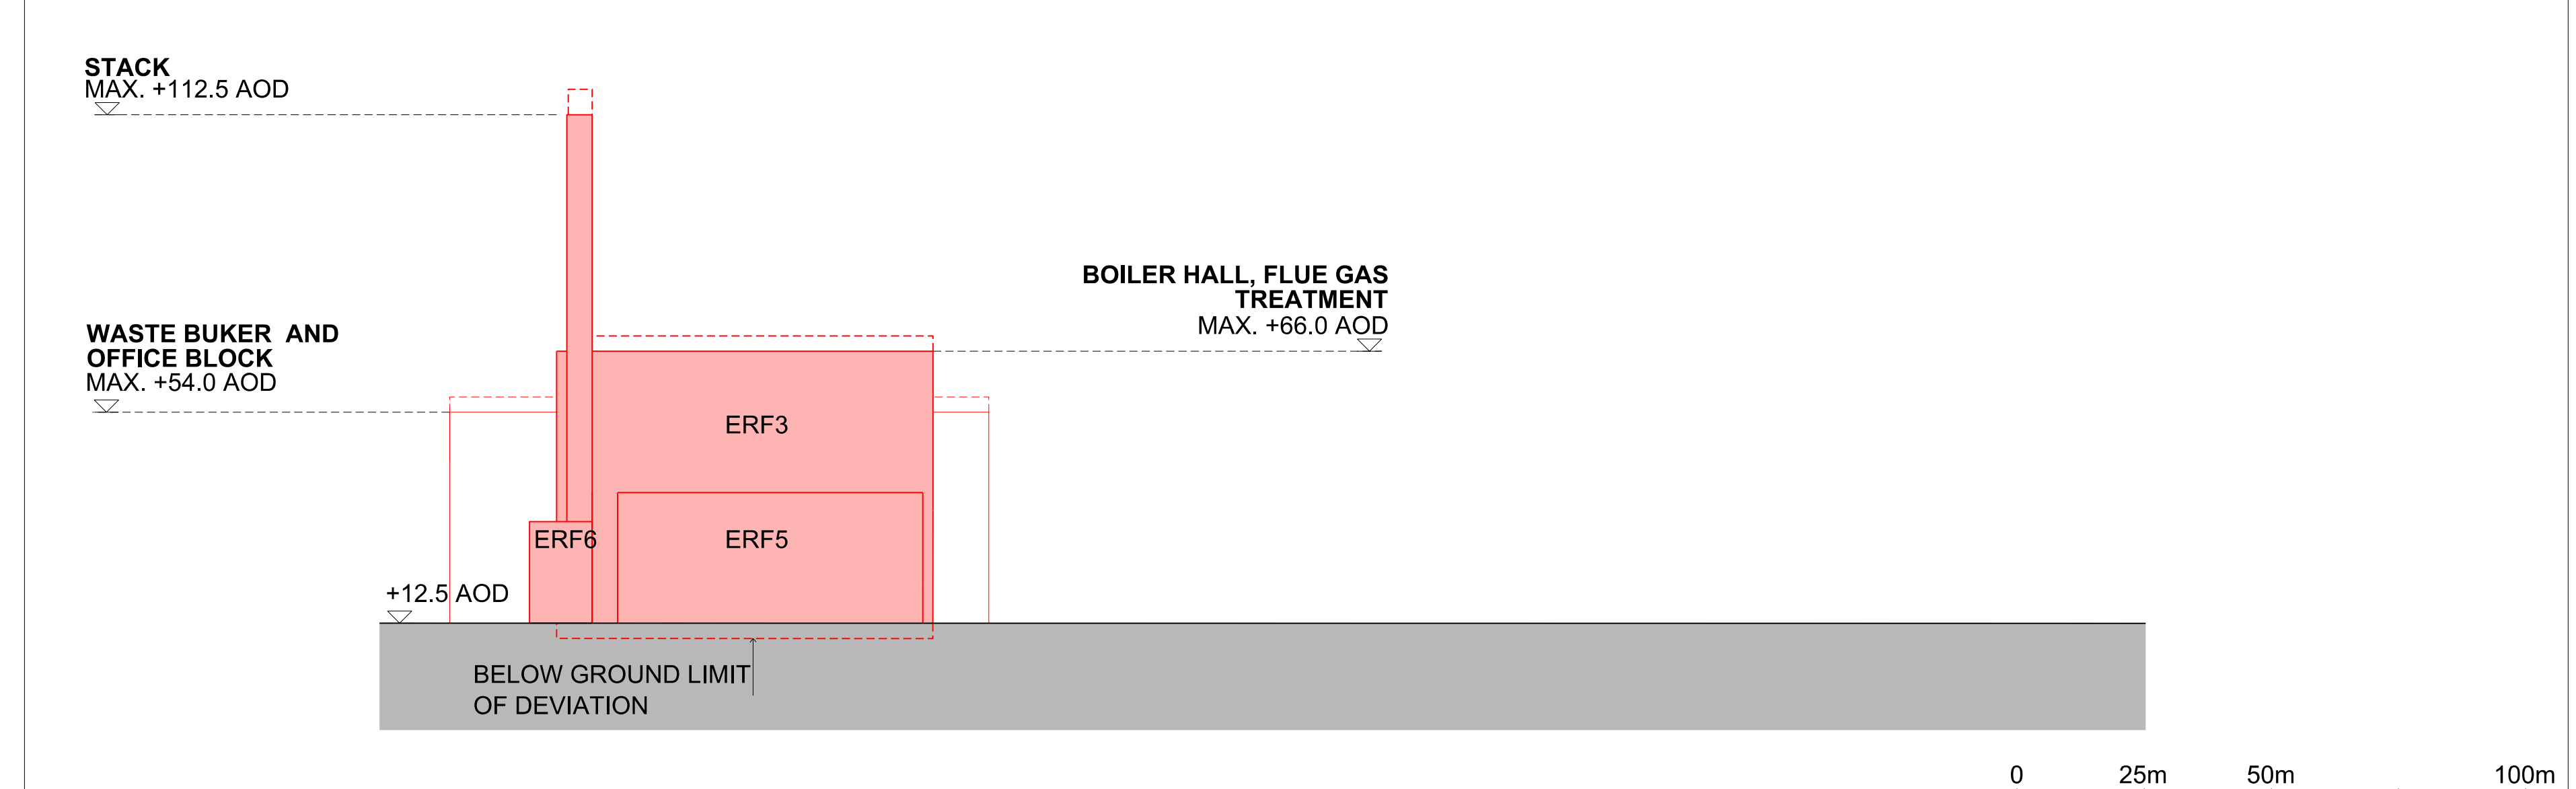 STACK
MAX. +112.5 AOD
BOILER HALL, FLUE GAS
TREATMENT
MAX. +66.0 AOD
WASTE BUKER AND
OFFICE BLOCK
MAX. +54.0 AOD
ERF3
ERF6
ERF5
+12.5 AOD
BELOW GROUND LIMIT
OF DEVIATION
0 25m 50m 100m